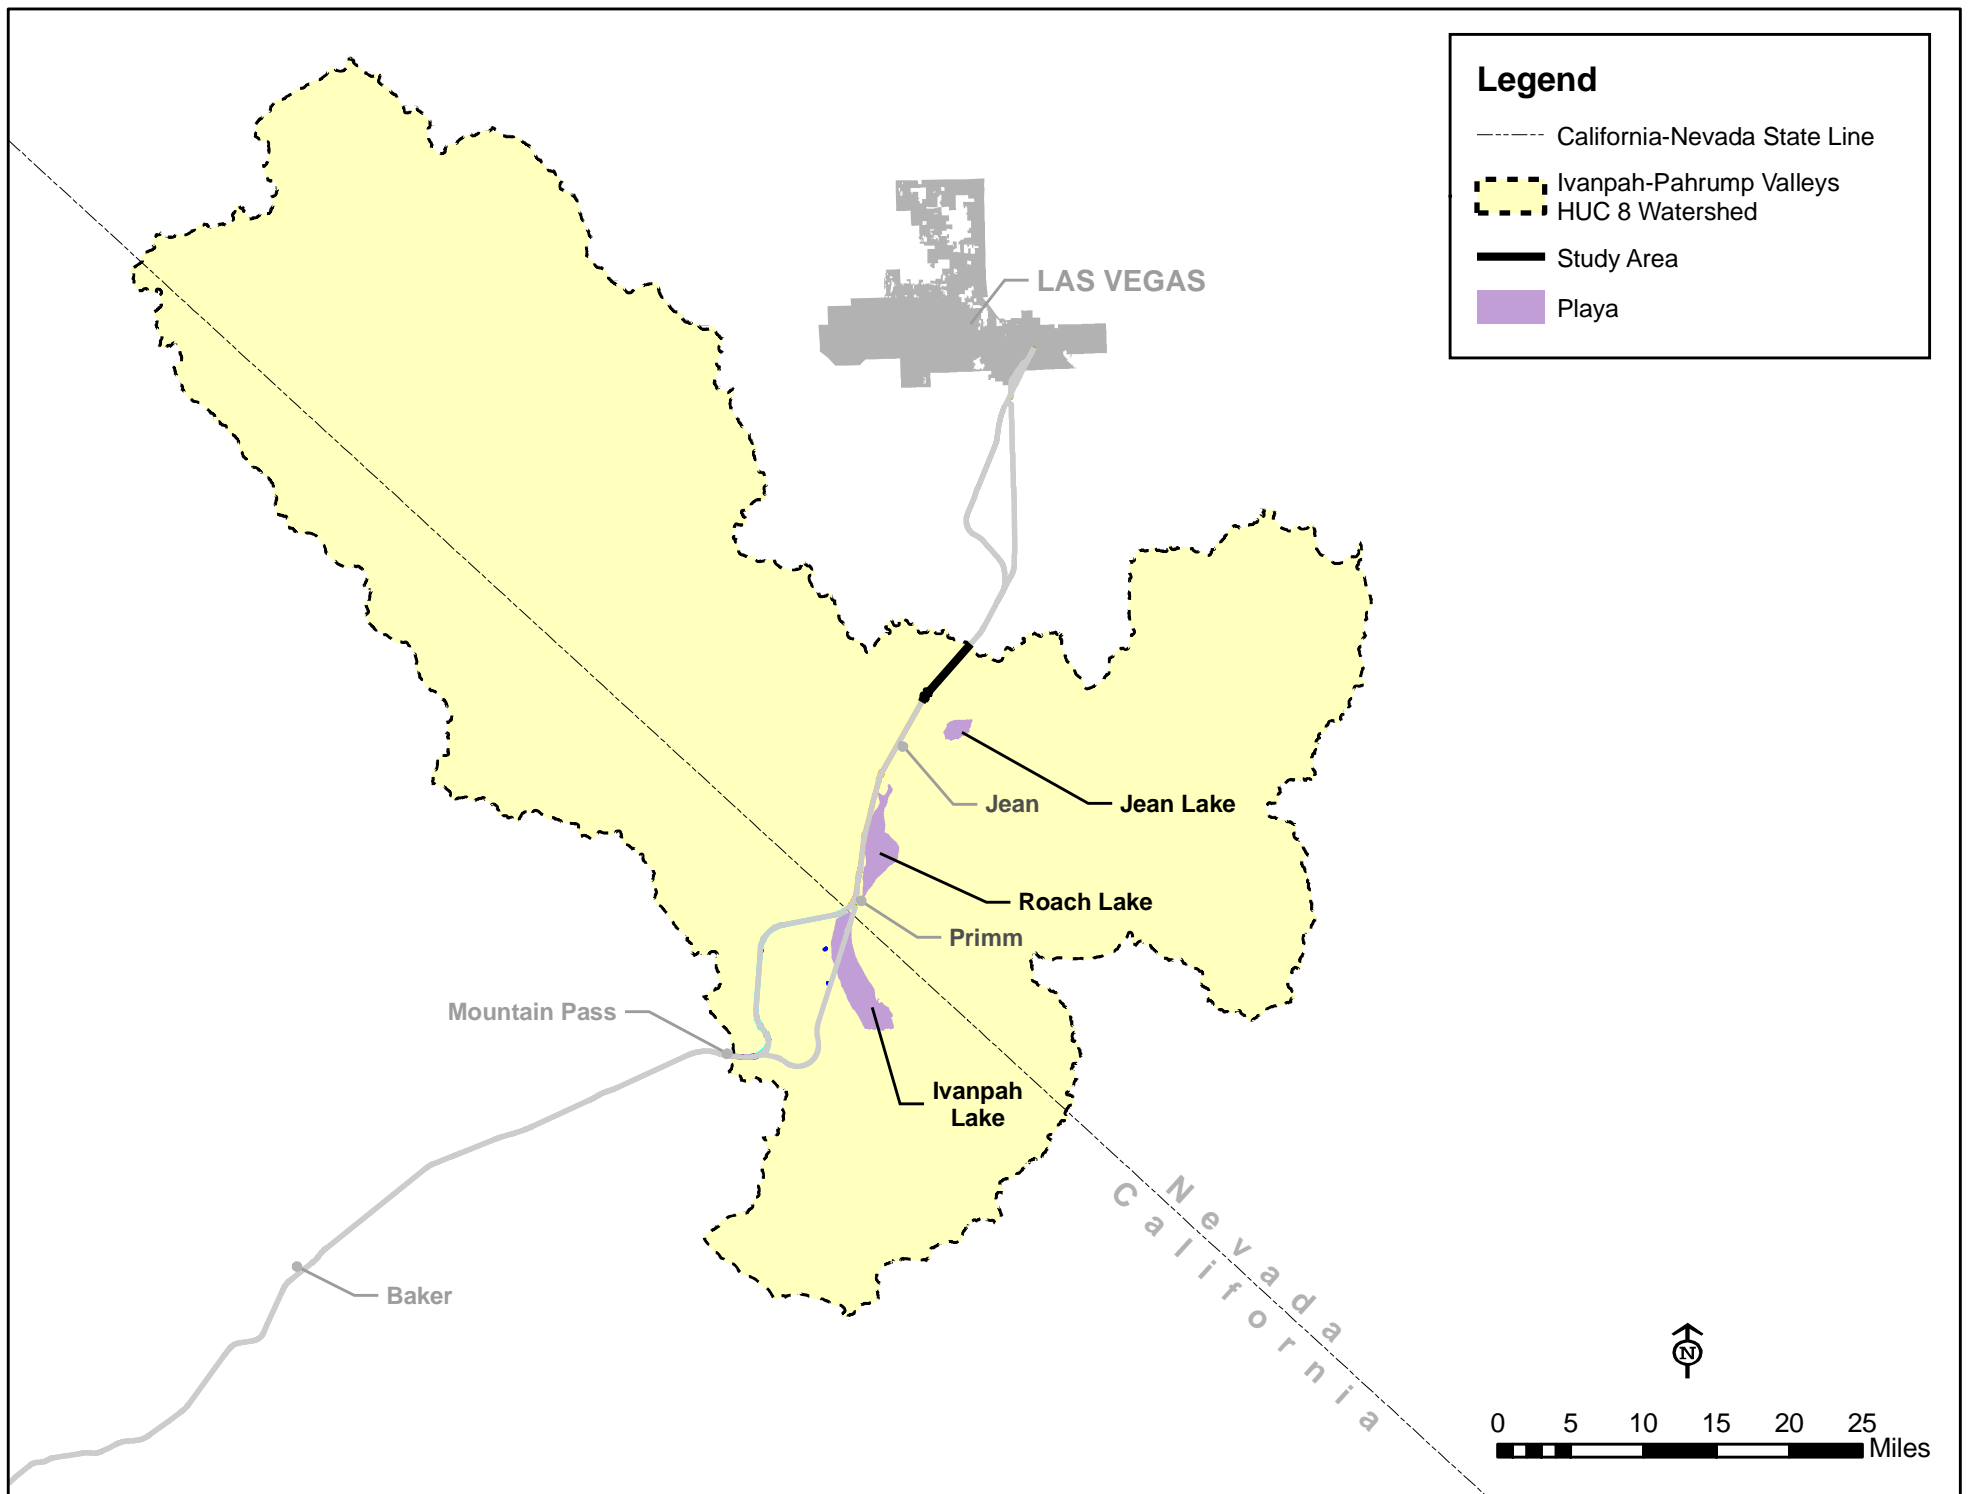 Legend
California-Nevada State Line
Ivanpah-Pahrump Valleys
HUC 8 Watershed
Study Area
Playa
LAS VEGAS
Jean
Jean Lake
Roach Lake
Primm
Mountain Pass
Ivanpah
Lake
Nevada
California
Baker
N
0 5 10 15 20 25
Miles